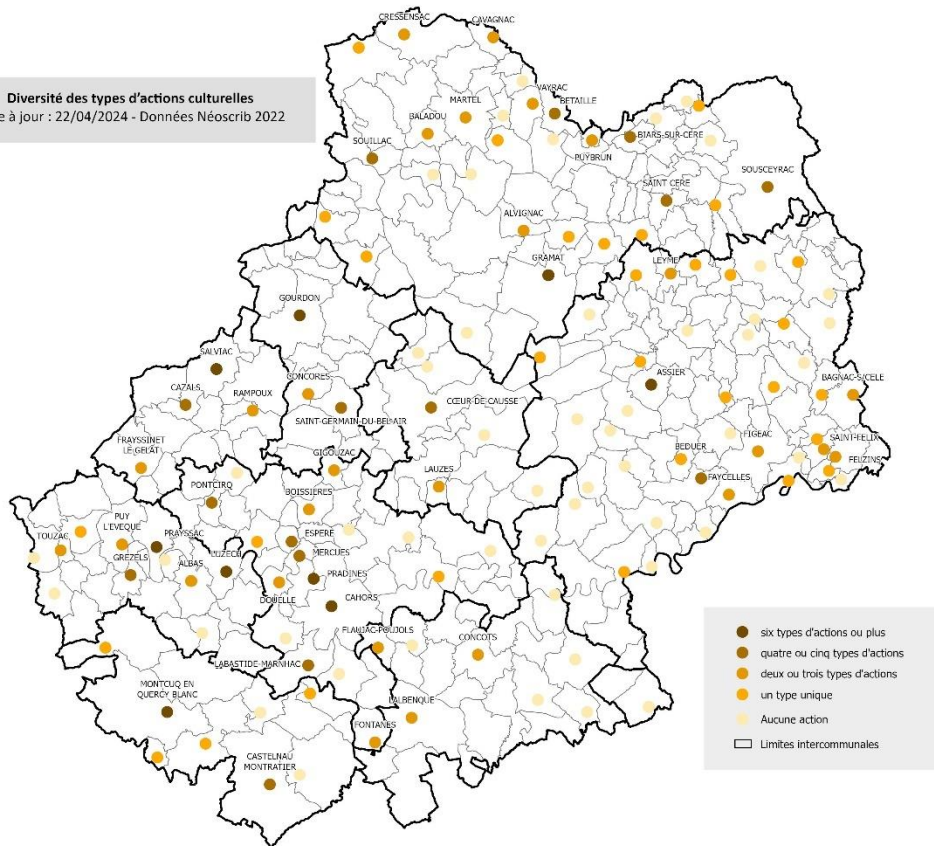 Diversité des types d'actions culturelles
e à jour : 22/04/2024 - Données Néoscrib 2022
CRESSENSAC
CAVAGNAC
VAYRAC
MARTEL
BETAILLE
BALADOU
SOUILLAC
BIARS-SUR-CERE
PUYBRUN
SOUSCEYRAC
SAINT CERE
ALVIGNAC
GRAMAT
LEYME
GOURDON
SALVIAC
ASSIER
CAZALS
RAMPOUX
CONCORES
SAINT-GERMAIN-DU-BEL-AIR
CŒUR-DE-CAUSSE
BAGNAC-S/CELE
FRAYSSINET
LE-GELAT
GIGOUZAC
FIGEAC
SAINT-FELIX
BEDUER
FELZINS
LAUZES
FAYCELLES
PONTCIRQ
BOISSIERES
PUY
L'EVEQUE
TOUZAC
PRAYSSAC
ESPERE
GREZELS
ALBAS
LUZECH
MERCUES
PRADINES
DOUELLE
CAHORS
FLAUJAC-POUJOLS
CONCOTS
LABASTIDE-MARNHAC
MONTCUQ EN
QUERCY BLANC
LALBENQUE
FONTANES
CASTELNAU
MONTRATIER
six types d'actions ou plus
quatre ou cinq types d'actions
deux ou trois types d'actions
un type unique
Aucune action
Limites intercommunales